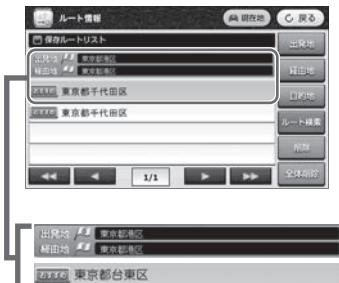 ルート情報 現在地 戻る
保存ルートリスト 出発地
出発地 東京都港区
経由地 東京都港区 経由地
東京都千代田区 目的地
東京都千代田区 ルート検索
削除
1/1 全体削除
出発地 東京都港区
経由地 東京都港区
東京都台東区